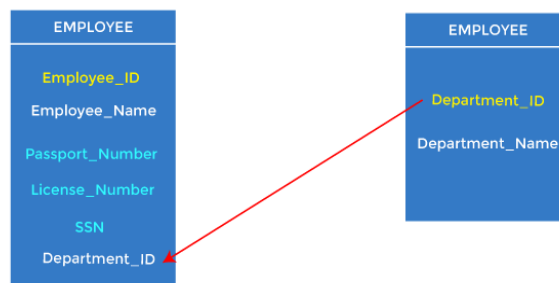 EMPLOYEE
Employee_ID
Employee_Name
Passport_Number
License_Number
SSN
Department_ID
EMPLOYEE
Department_ID
Department_Name